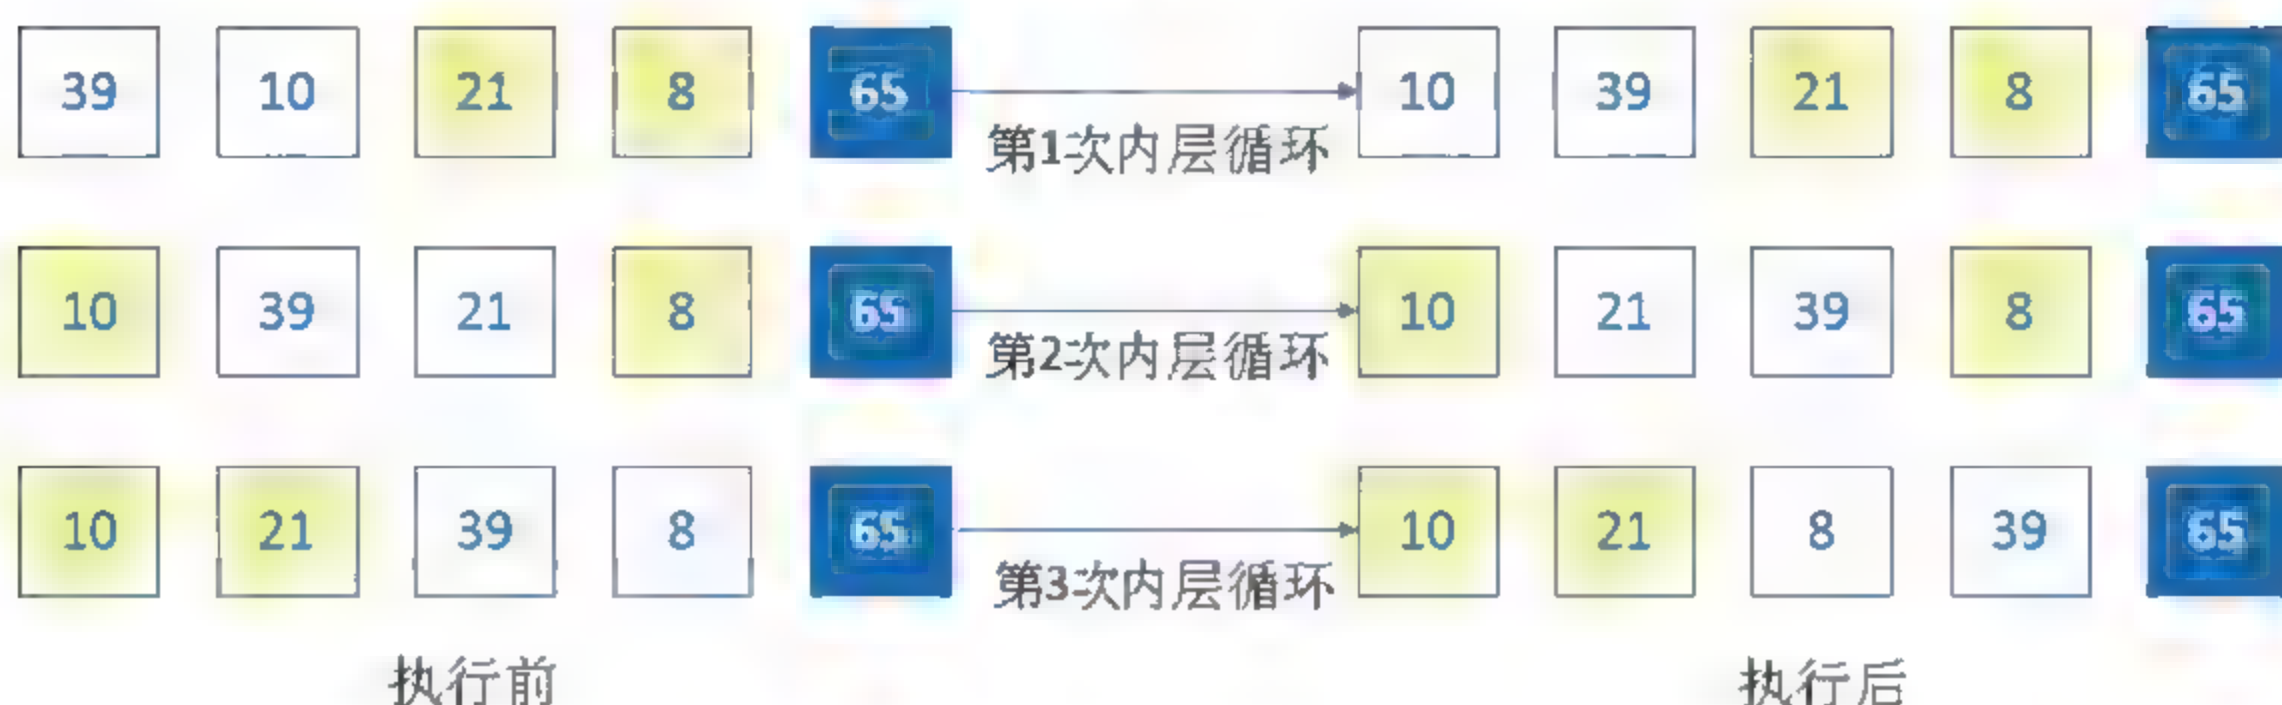 39 10 21 8 65 10 39 21 8 65
第1次内层循环
10 39 21 8 65 10 21 39 8 65
第2次内层循环
10 21 39 8 65 10 21 8 39 65
第3次内层循环
执行前 执行后